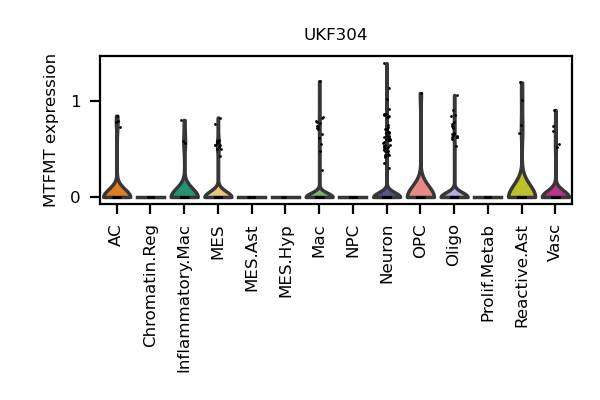 UKF304
MTFMT expression
1
0
AC
Chromatin.Reg
Inflammatory.Mac
MES
MES.Ast
MES.Hyp
Mac
NPC
Neuron
OPC
Oligo
Prolif.Metab
Reactive.Ast
Vasc